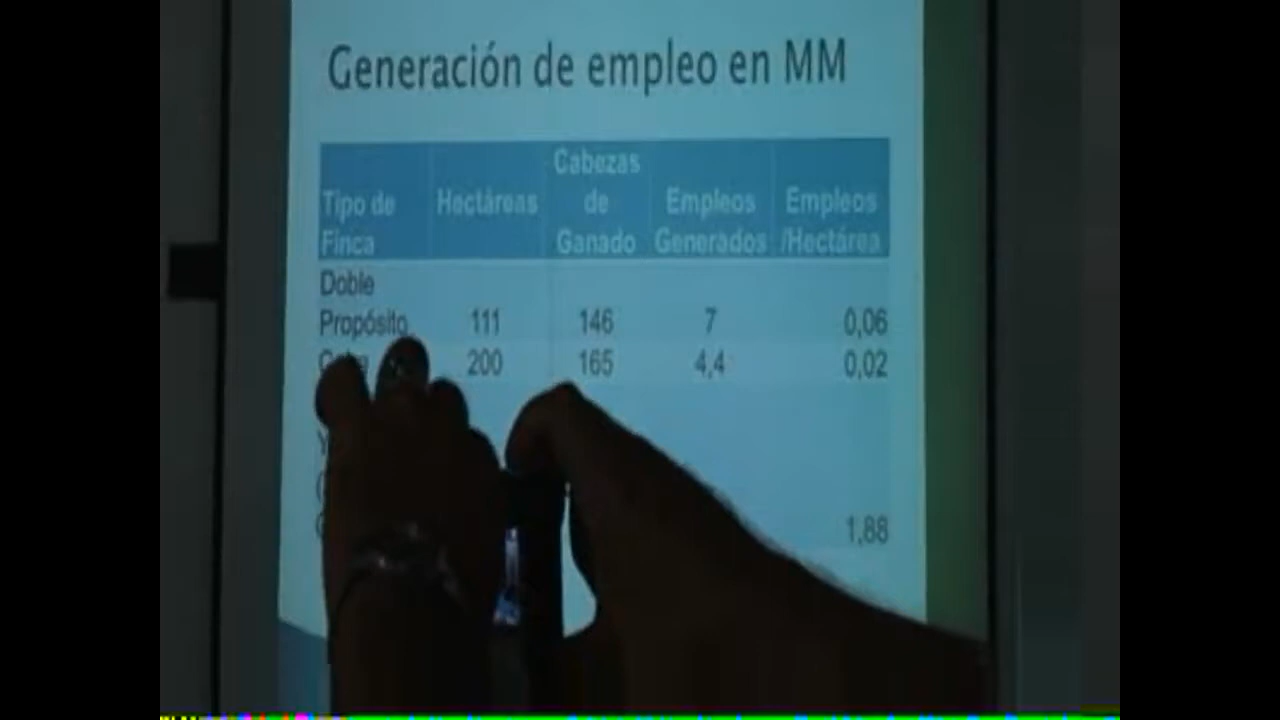 Generación de empleo en MM
Tipo de Finca Hectáreas Cabezas de Ganado Empleos Generados Empleos /Hectárea
Doble
Propósito 111 146 7 0,06
200 165 4,4 0,02
1,88